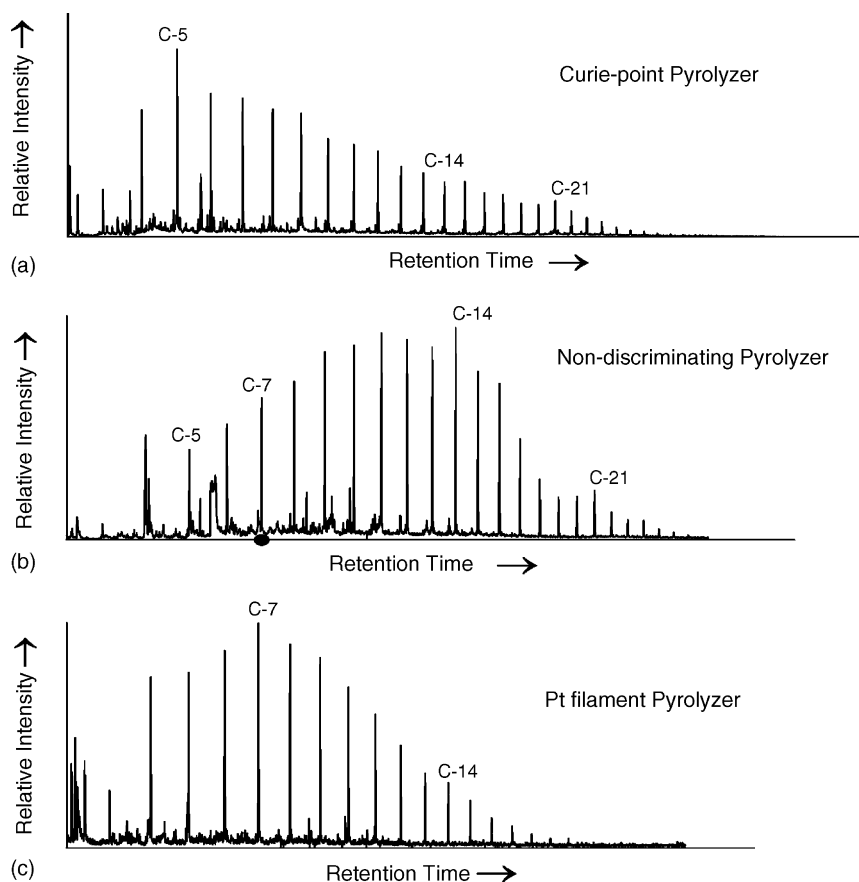 C-5
Curie-point Pyrolyzer
C-14
C-21
Relative Intensity →
(a)
Retention Time →
C-14
Non-discriminating Pyrolyzer
C-7
C-5
C-21
Relative Intensity →
(b)
Retention Time →
C-7
Pt filament Pyrolyzer
C-14
Relative Intensity →
(c)
Retention Time →